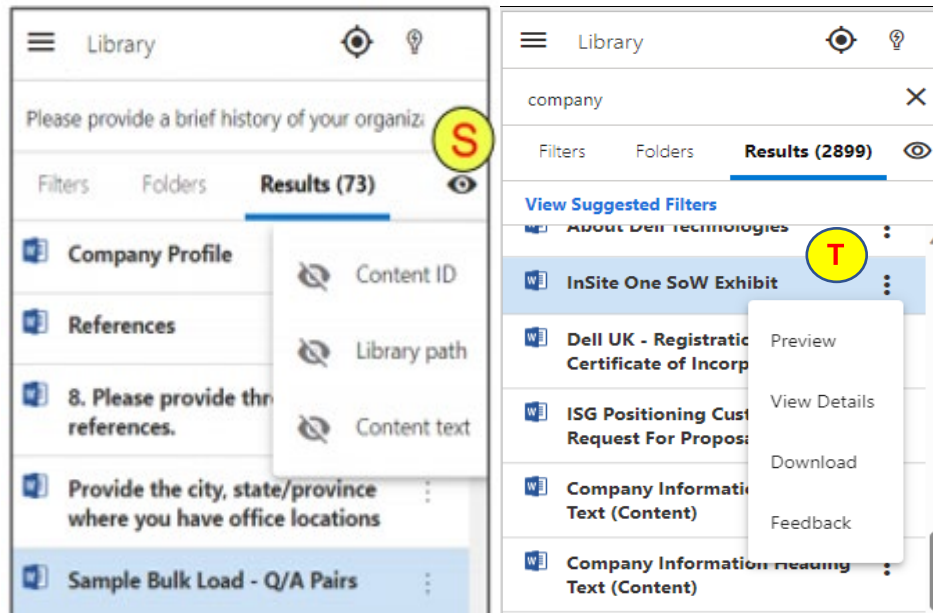 Library
Please provide a brief history of your organiz
S
Filters Folders Results (73)
Company Profile
Content ID
References
Library path
8. Please provide thr
references.
Content text
Provide the city, state/province
where you have office locations
Sample Bulk Load - Q/A Pairs
Library
company
Filters Folders Results (2899)
View Suggested Filters
About Dell Technologies
T
InSite One SoW Exhibit
Preview
Dell UK - Registratic
Certificate of Incorp
View Details
ISG Positioning Cust
Request For Proposa
Download
Company Informatio
Text (Content)
Feedback
Company Information Heading
Text (Content)